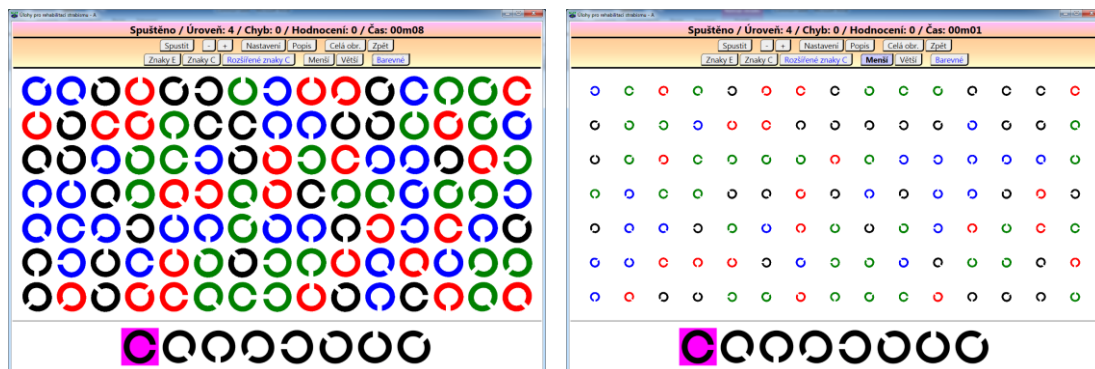 Úlohy pro rehabilitaci strabismu - A
Spuštěno / Úroveň: 4 / Chyb: 0 / Hodnocení: 0 / Čas: 00m08
Spustit - + Nastavení Popis Celá obr. Zpět
Znaky E Znaky C Rozšířené znaky C Menší Větší Barevné
Úlohy pro rehabilitaci strabismu - A
Spuštěno / Úroveň: 4 / Chyb: 0 / Hodnocení: 0 / Čas: 00m01
Spustit - + Nastavení Popis Celá obr. Zpět
Znaky E Znaky C Rozšířené znaky C Menší Větší Barevné